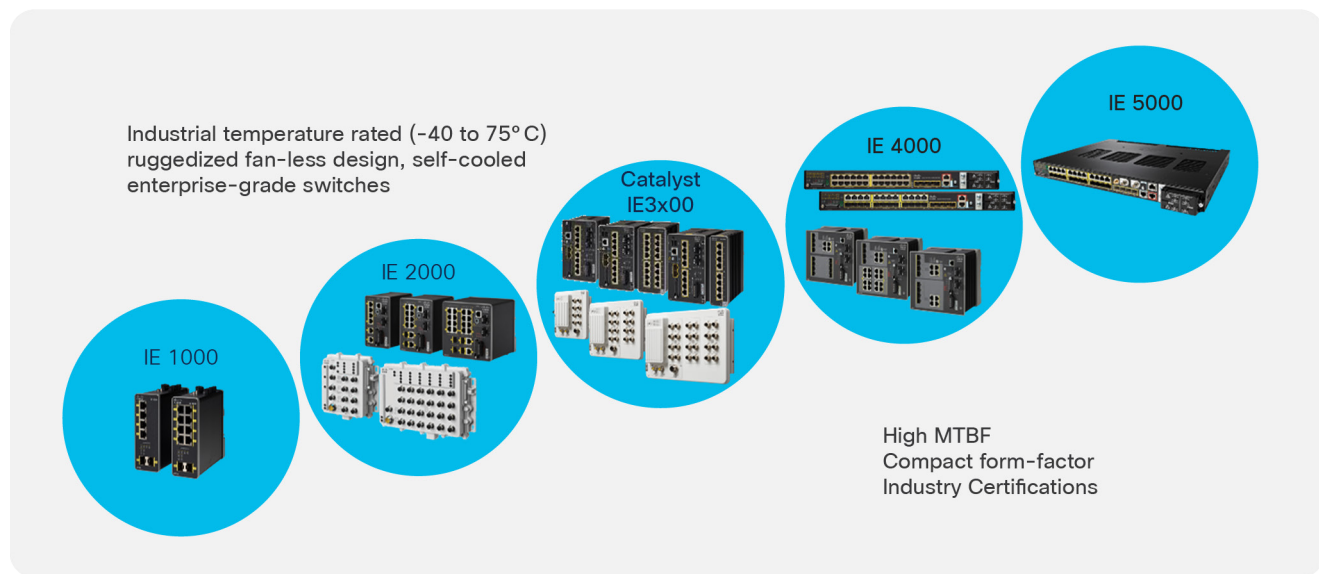 Industrial temperature rated (-40 to 75° C)
ruggedized fan-less design, self-cooled
enterprise-grade switches
IE 1000
IE 2000
Catalyst
IE3x00
IE 4000
IE 5000
High MTBF
Compact form-factor
Industry Certifications